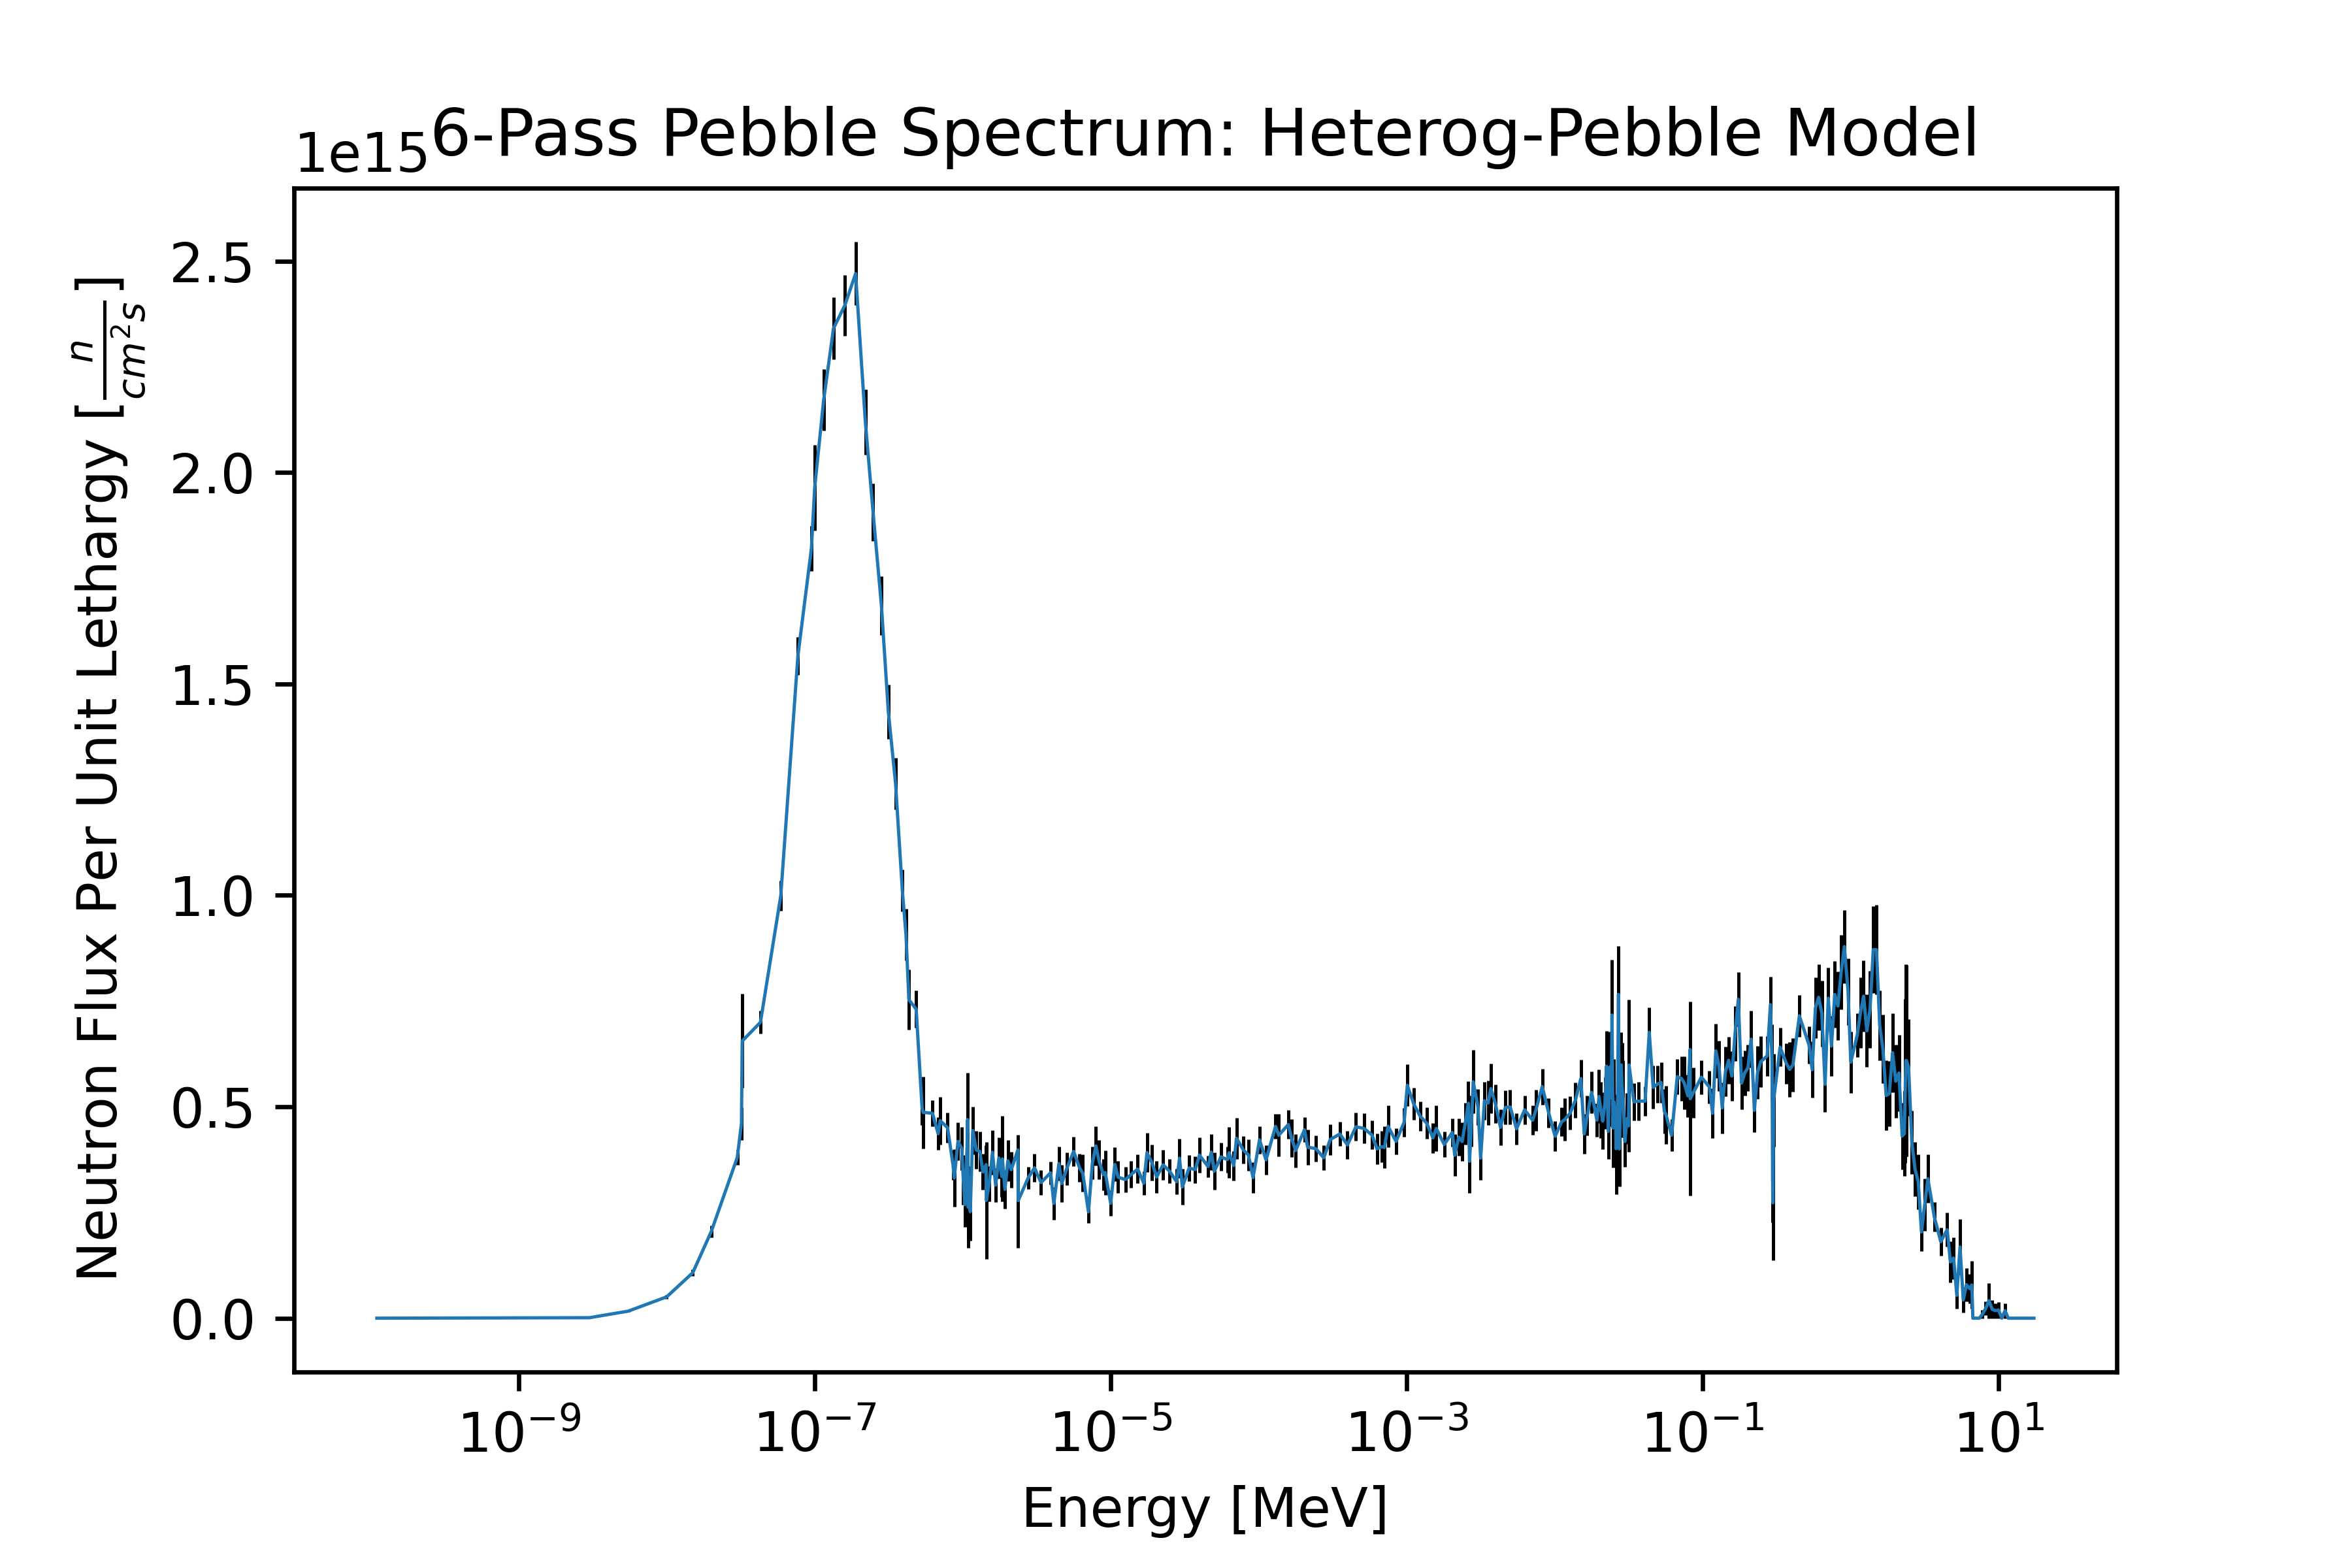 1e15
6-Pass Pebble Spectrum: Heterog-Pebble Model
Neutron Flux Per Unit Lethargy [n/cm²s]
2.5
2.0
1.5
1.0
0.5
0.0
10⁻⁹ 10⁻⁷ 10⁻⁵ 10⁻³ 10⁻¹ 10¹
Energy [MeV]